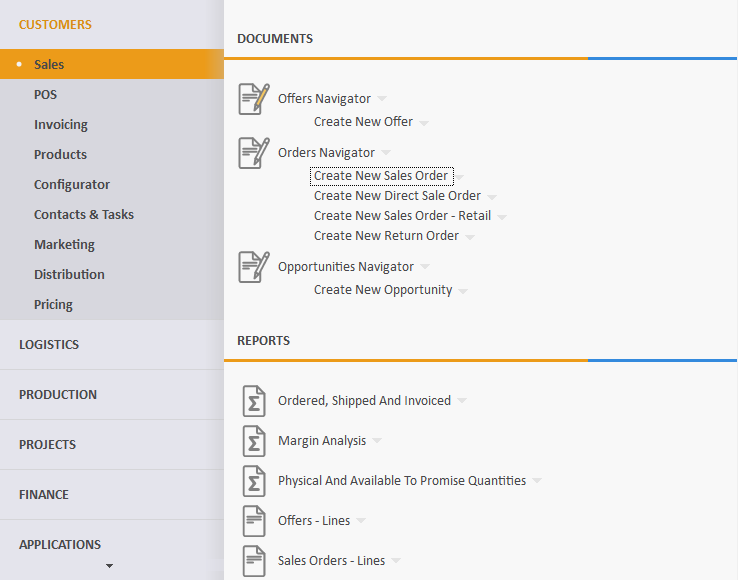 CUSTOMERS
Sales
POS
Invoicing
Products
Configurator
Contacts & Tasks
Marketing
Distribution
Pricing
LOGISTICS
PRODUCTION
PROJECTS
FINANCE
APPLICATIONS
DOCUMENTS
Offers Navigator
Create New Offer
Orders Navigator
Create New Sales Order
Create New Direct Sale Order
Create New Sales Order - Retail
Create New Return Order
Opportunities Navigator
Create New Opportunity
REPORTS
Ordered, Shipped And Invoiced
Margin Analysis
Physical And Available To Promise Quantities
Offers - Lines
Sales Orders - Lines